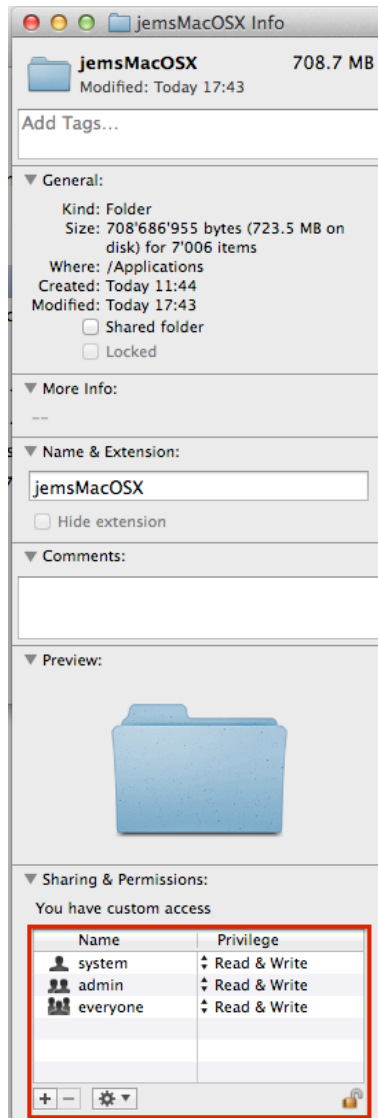 jemsMacOSX Info
jemsMacOSX 708.7 MB
Modified: Today 17:43
Add Tags...
General:
Kind: Folder
Size: 708'686'955 bytes (723.5 MB on
disk) for 7'006 items
Where: /Applications
Created: Today 11:44
Modified: Today 17:43
Shared folder
Locked
More Info:
--
Name & Extension:
jemsMacOSX
Hide extension
Comments:
Preview:
Sharing & Permissions:
You have custom access
Name Privilege
system Read & Write
admin Read & Write
everyone Read & Write